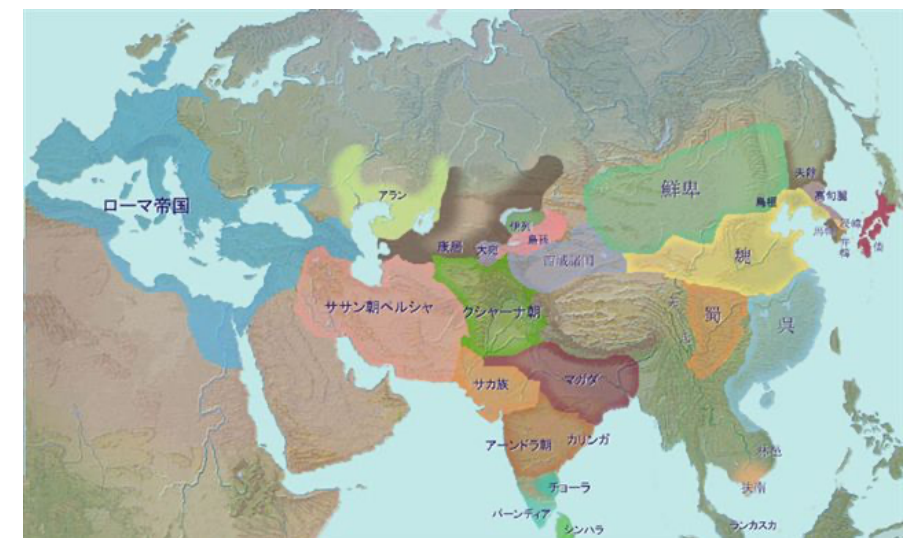 ローマ帝国
アラン
鮮卑
夫餘
高句麗
烏桓
倭
伊列
烏孫
康居
大宛
西域諸国
魏
ササン朝ペルシャ
クシャーナ朝
蜀
呉
サカ族
マガダ
アーンドラ朝
カリンガ
林邑
扶南
チョーラ
パーンディア
シンハラ
ランカスカ